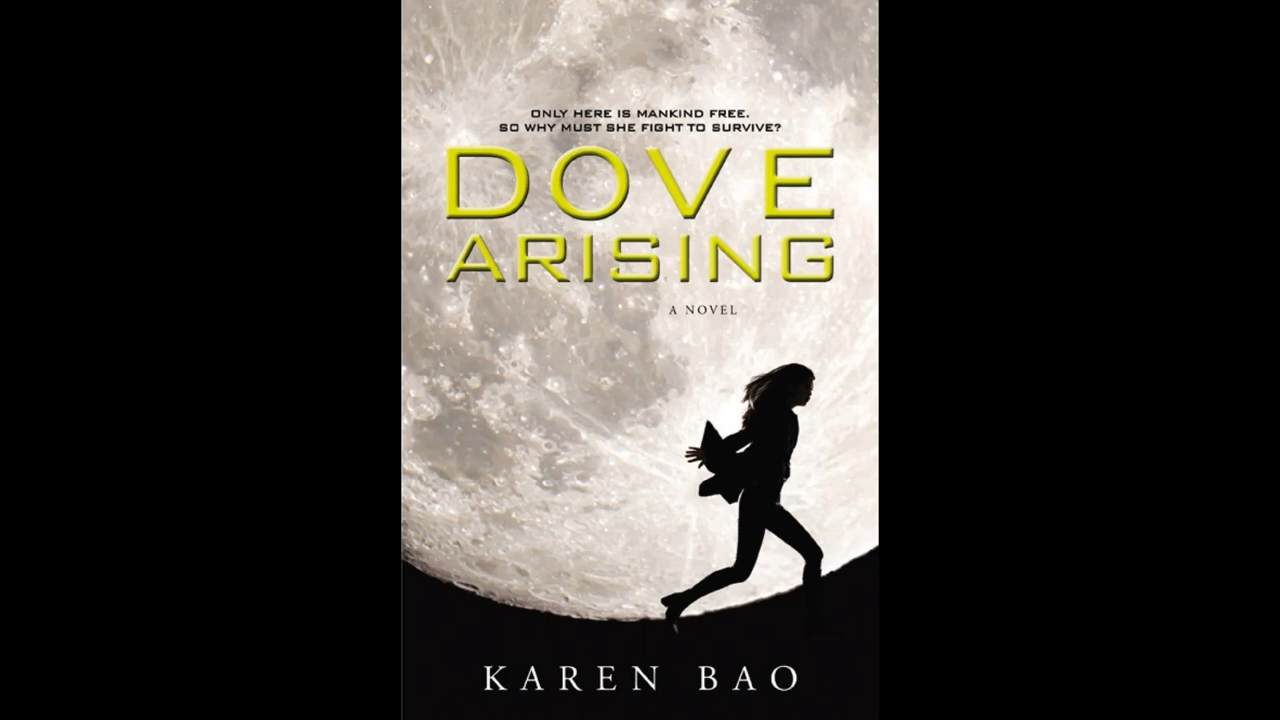 ONLY HERE IS MANKIND FREE.
SO WHY MUST SHE FIGHT TO SURVIVE?
DOVE
ARISING
A NOVEL
KAREN BAO